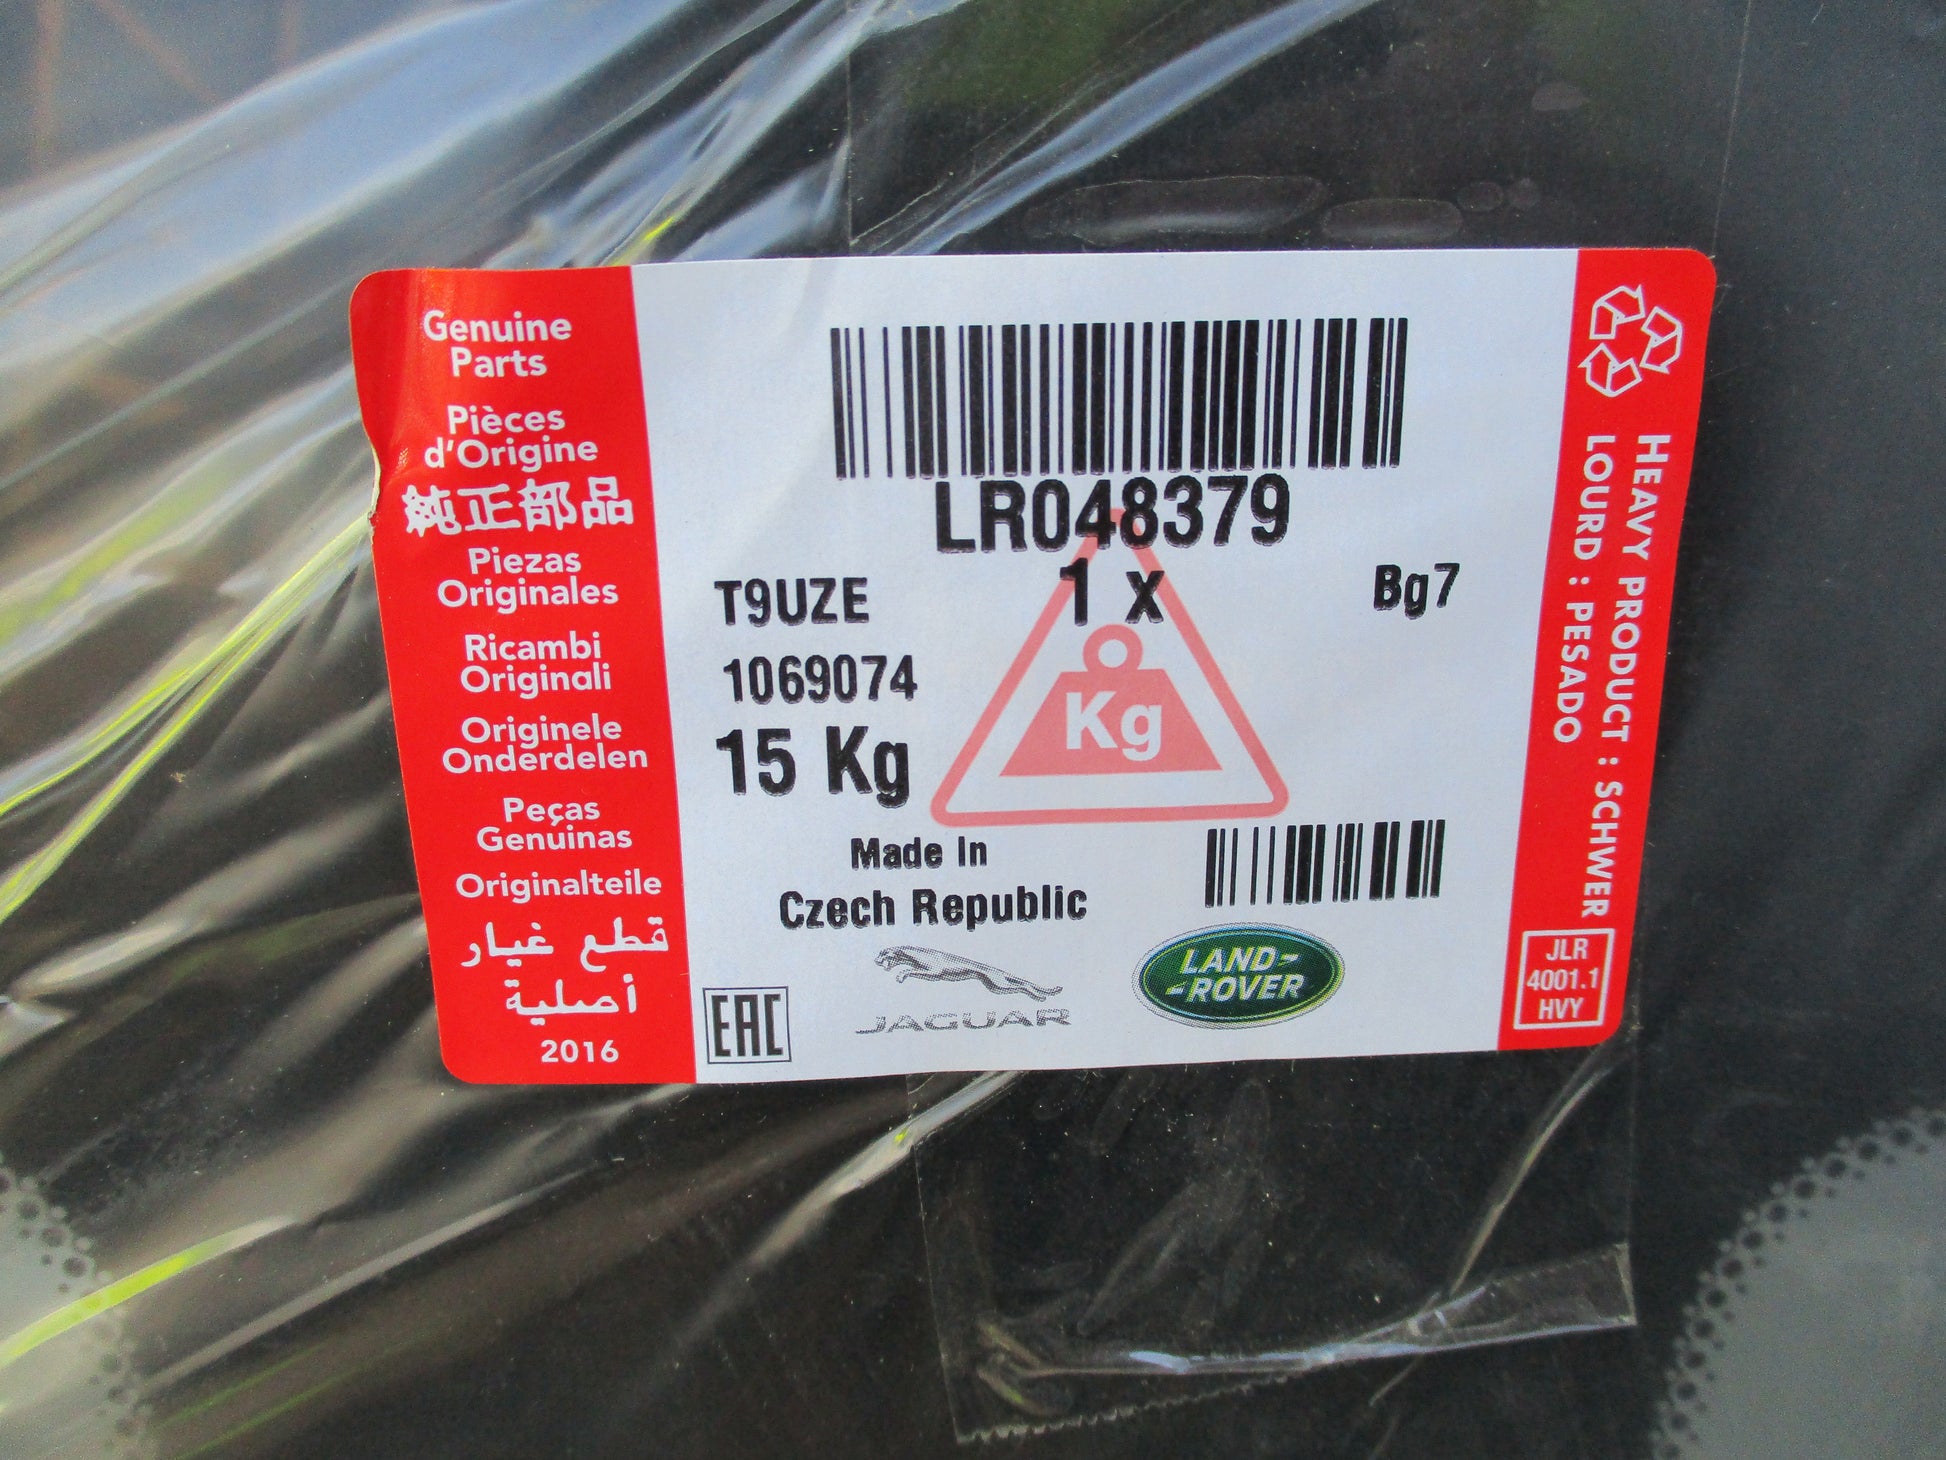 Genuine
Parts
Pièces
d'Origine
純正部品
Piezas
Originales
Ricambi
Originali
Originele
Onderdelen
Peças
Genuinas
Originalteile
قطع غيار
أصلية
2016
LR048379
T9UZE
1 x
Bg7
1069074
15 Kg
Kg
Made In
Czech Republic
EAC
JAGUAR
LAND-
-ROVER
HEAVY PRODUCT : SCHWER
LOURD : PESADO
JLR
4001.1
HVY